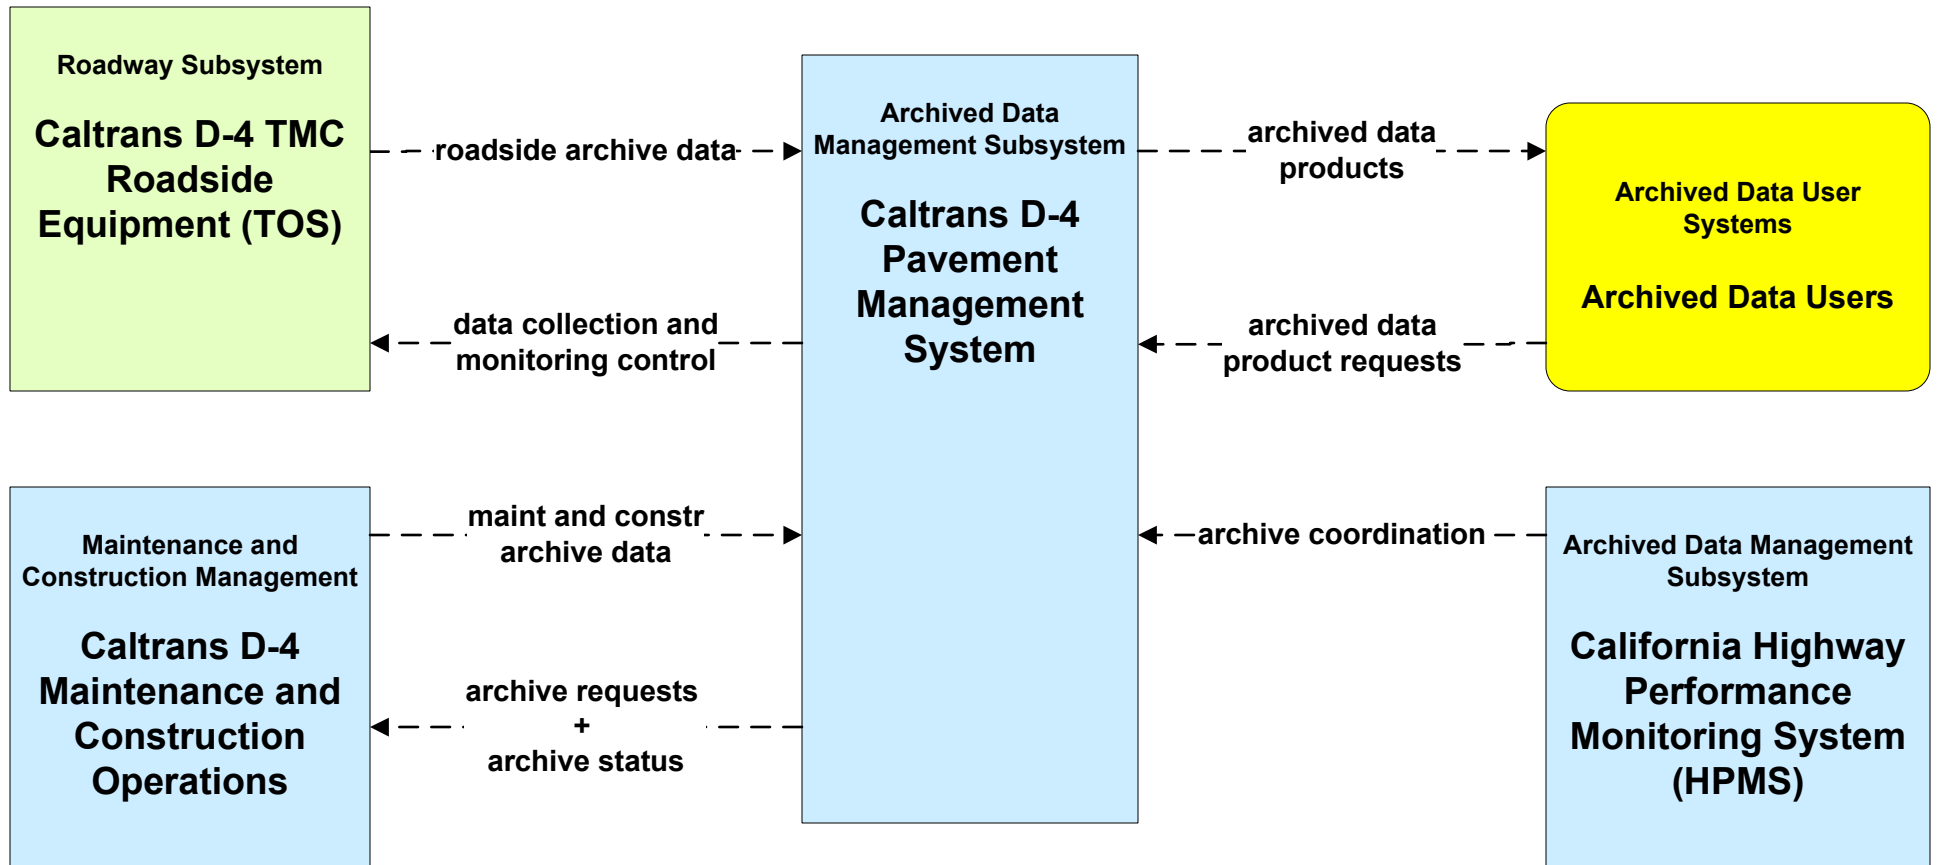 Roadway Subsystem
Caltrans D-4 TMC
Roadside
Equipment (TOS)
roadside archive data
data collection and
monitoring control
Archived Data
Management Subsystem
Caltrans D-4
Pavement
Management
System
archived data
products
archived data
product requests
Archived Data User
Systems
Archived Data Users
Maintenance and
Construction Management
Caltrans D-4
Maintenance and
Construction
Operations
maint and constr
archive data
archive requests
+
archive status
archive coordination
Archived Data Management
Subsystem
California Highway
Performance
Monitoring System
(HPMS)